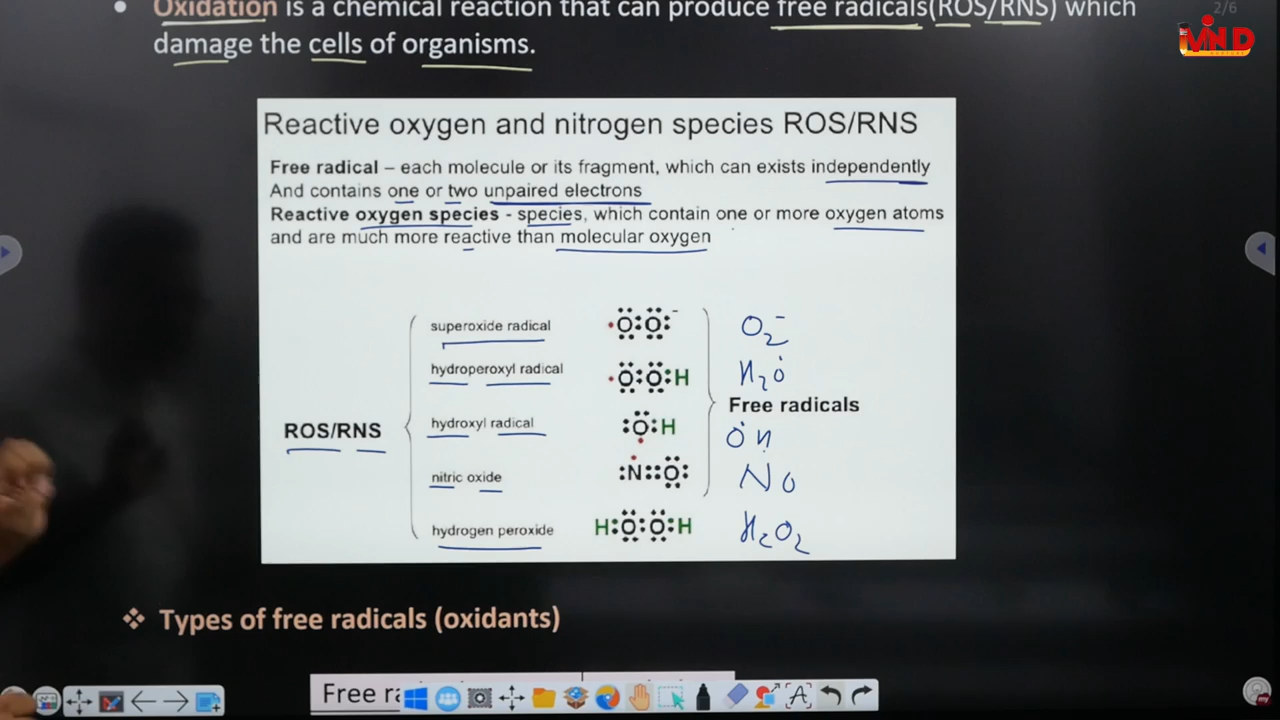 • Oxidation is a chemical reaction that can produce free radicals(ROS/RNS) which
damage the cells of organisms.
2/6
MND
Reactive oxygen and nitrogen species ROS/RNS
Free radical – each molecule or its fragment, which can exists independently
And contains one or two unpaired electrons
Reactive oxygen species - species, which contain one or more oxygen atoms
and are much more reactive than molecular oxygen
ROS/RNS
superoxide radical •O:O:⁻ O₂⁻
hydroperoxyl radical •O:O:H H₂O
Free radicals
hydroxyl radical :O:H OH
nitric oxide :N::O: NO
hydrogen peroxide H:O:O:H H₂O₂
❖ Types of free radicals (oxidants)
Free ra